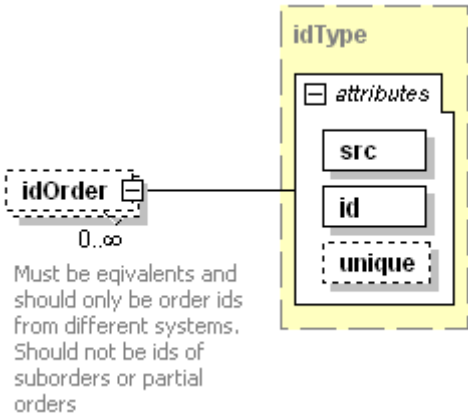 idType
attributes
src
idOrder
id
0..∞
unique
Must be eqivalents and
should only be order ids
from different systems.
Should not be ids of
suborders or partial
orders